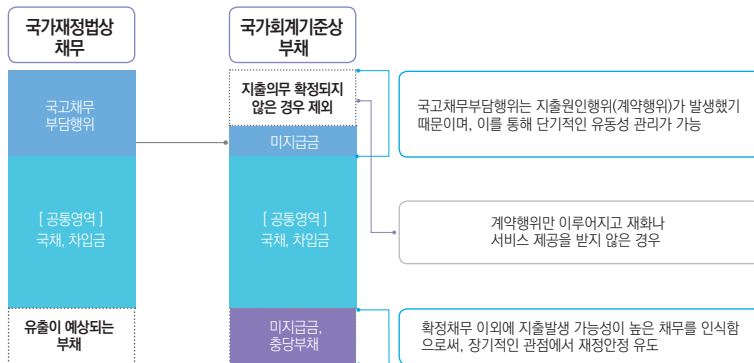 국가재정법상
채무
국가회계기준상
부채
국고채무
부담행위
[ 공통영역 ]
국채, 차입금
유출이 예상되는
부채
지출의무 확정되지
않은 경우 제외
미지급금
[ 공통영역 ]
국채, 차입금
미지급금,
충당부채
국고채무부담행위는 지출원인행위(계약행위)가 발생했기
때문이며, 이를 통해 단기적인 유동성 관리가 가능
계약행위만 이루어지고 재화나
서비스 제공을 받지 않은 경우
확정채무 이외에 지출발생 가능성이 높은 채무를 인식함
으로써, 장기적인 관점에서 재정안정 유도